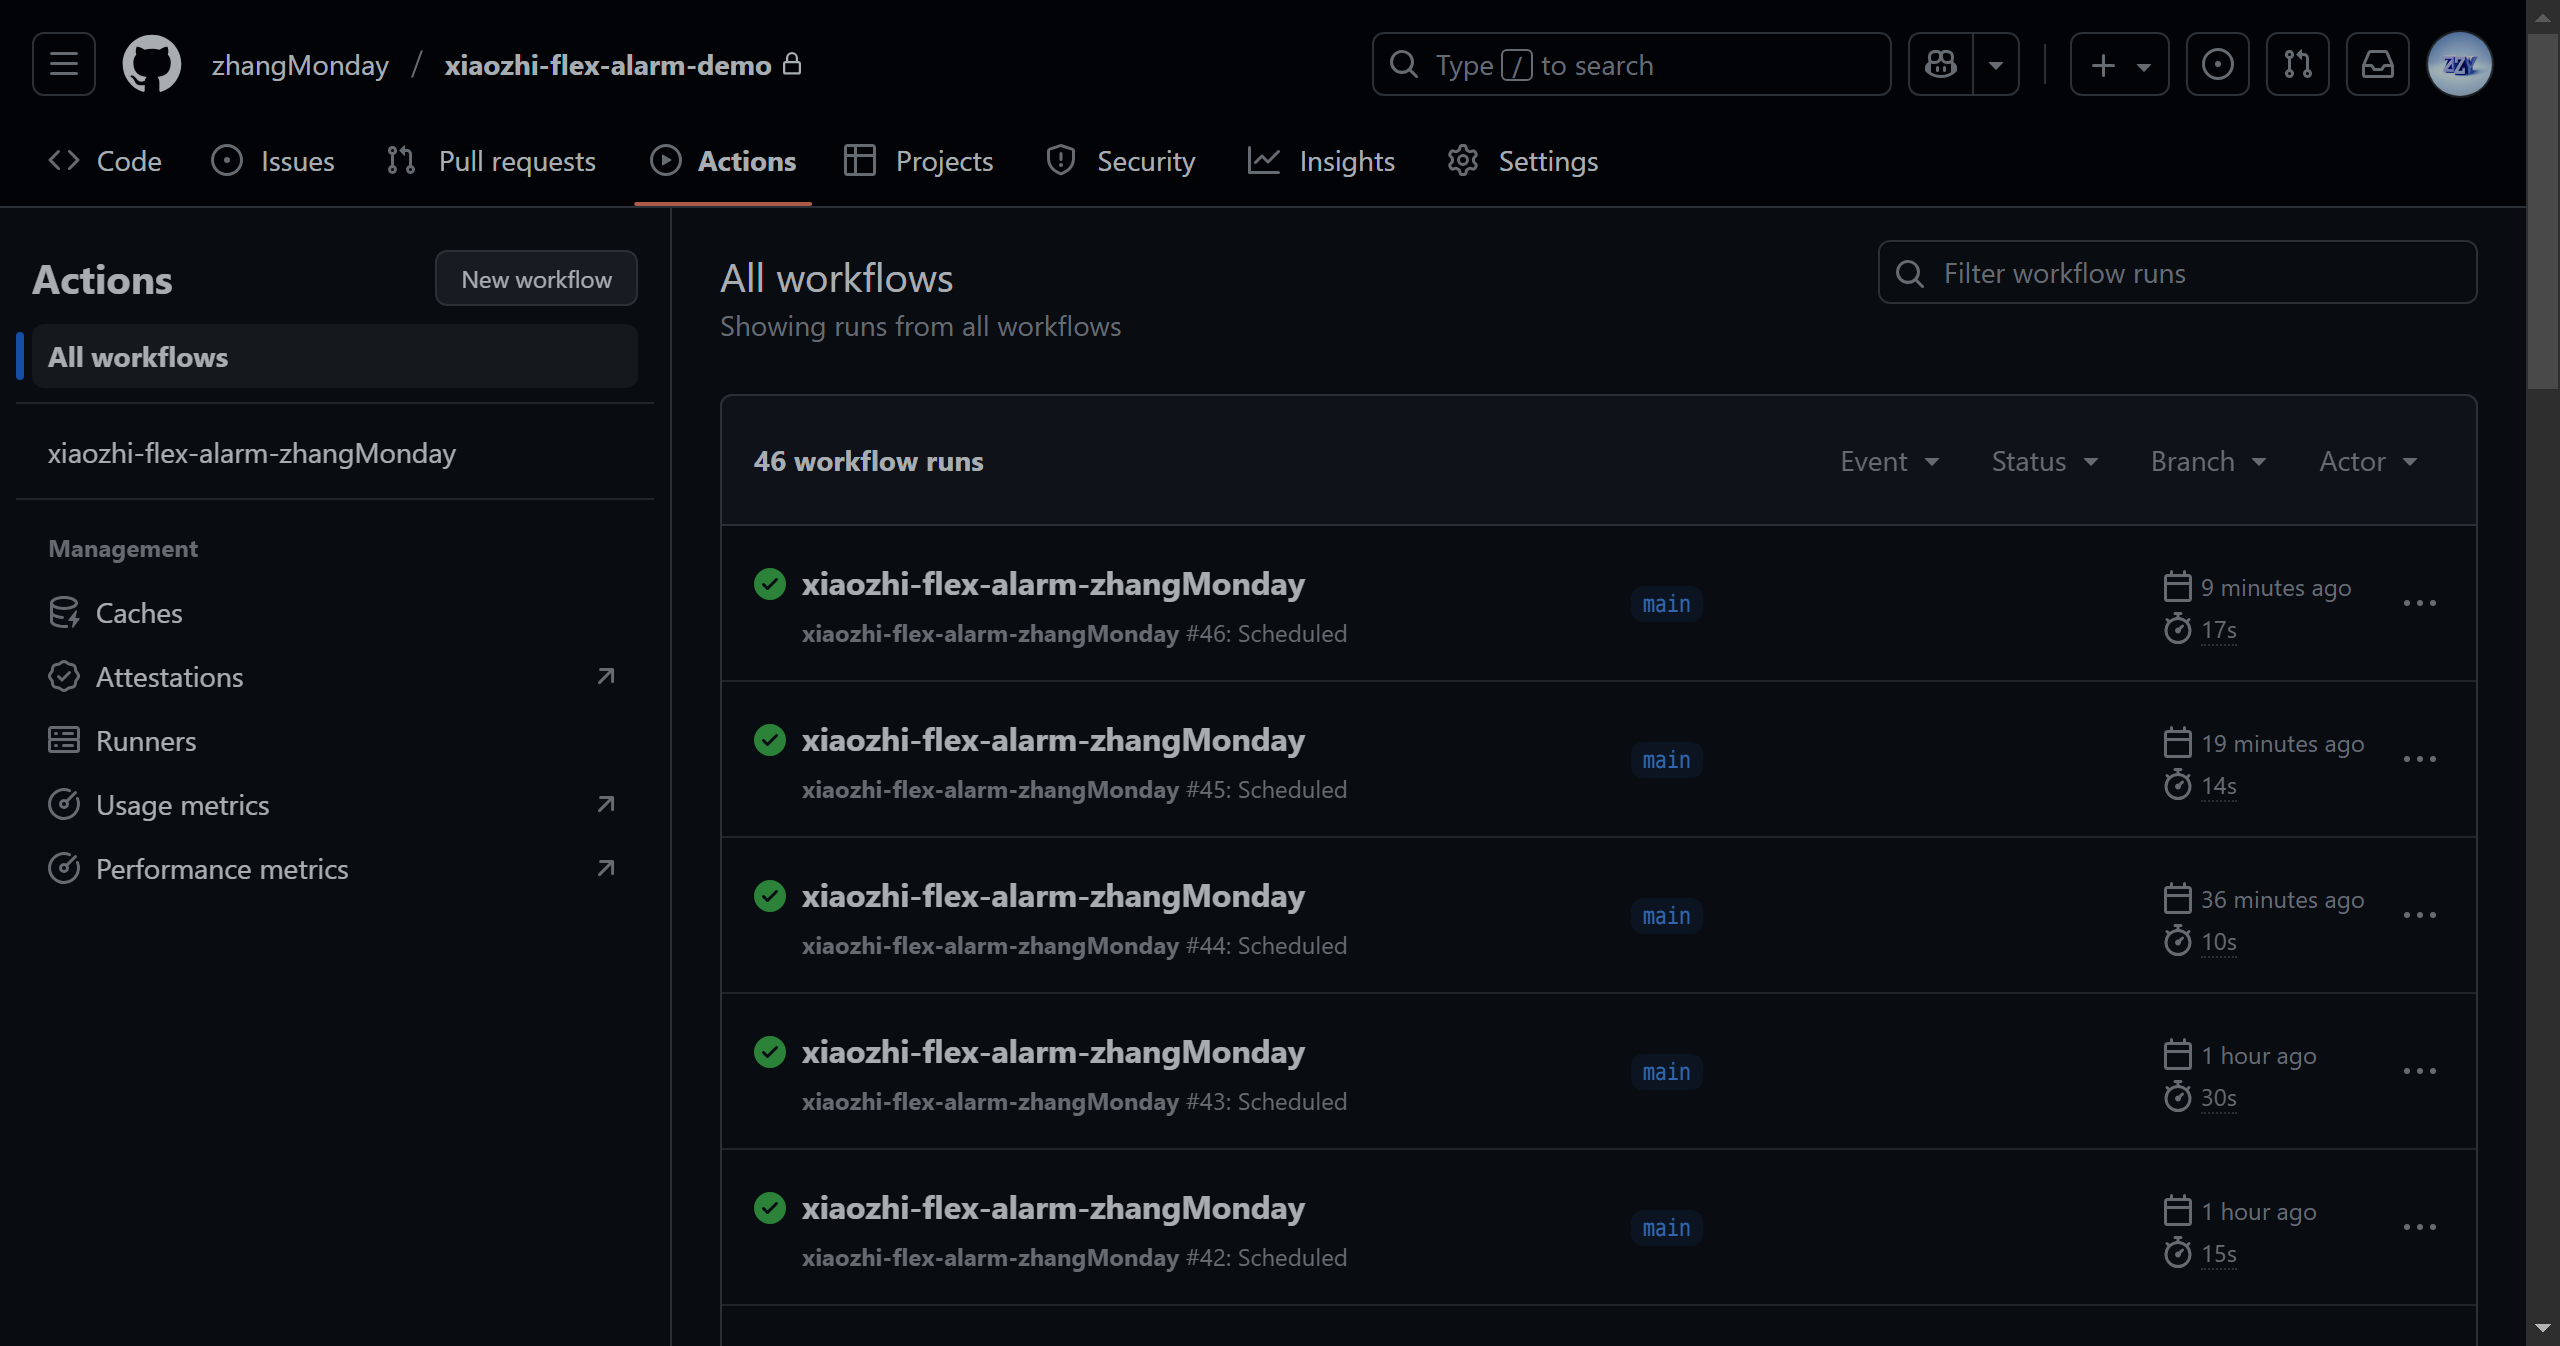 zhangMonday / xiaozhi-flex-alarm-demo
Type / to search
ZZY
Code
Issues
Pull requests
Actions
Projects
Security
Insights
Settings
Actions
New workflow
All workflows
xiaozhi-flex-alarm-zhangMonday
Management
Caches
Attestations
Runners
Usage metrics
Performance metrics
All workflows
Showing runs from all workflows
Filter workflow runs
46 workflow runs
Event
Status
Branch
Actor
xiaozhi-flex-alarm-zhangMonday
xiaozhi-flex-alarm-zhangMonday #46: Scheduled
main
9 minutes ago
17s
xiaozhi-flex-alarm-zhangMonday
xiaozhi-flex-alarm-zhangMonday #45: Scheduled
main
19 minutes ago
14s
xiaozhi-flex-alarm-zhangMonday
xiaozhi-flex-alarm-zhangMonday #44: Scheduled
main
36 minutes ago
10s
xiaozhi-flex-alarm-zhangMonday
xiaozhi-flex-alarm-zhangMonday #43: Scheduled
main
1 hour ago
30s
xiaozhi-flex-alarm-zhangMonday
xiaozhi-flex-alarm-zhangMonday #42: Scheduled
main
1 hour ago
15s